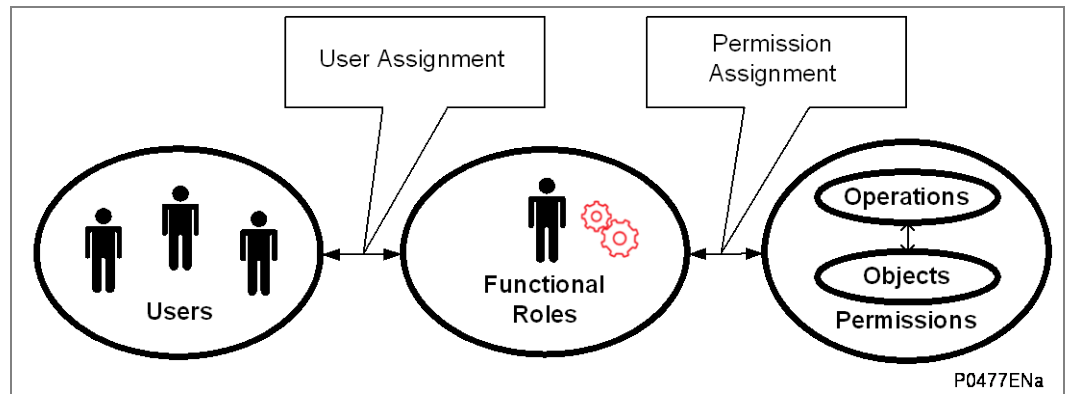 User Assignment
Permission
Assignment
Users
Functional
Roles
Operations
Objects
Permissions
P0477ENa